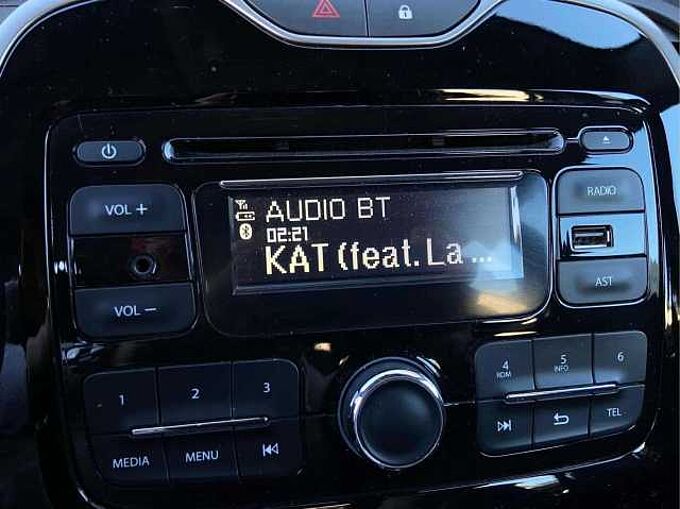 AUDIO BT
02:21
KAT (feat. La ...
VOL +
VOL –
RADIO
AST
1
2
3
MEDIA
MENU
4
RDM
5
INFO
6
TEL